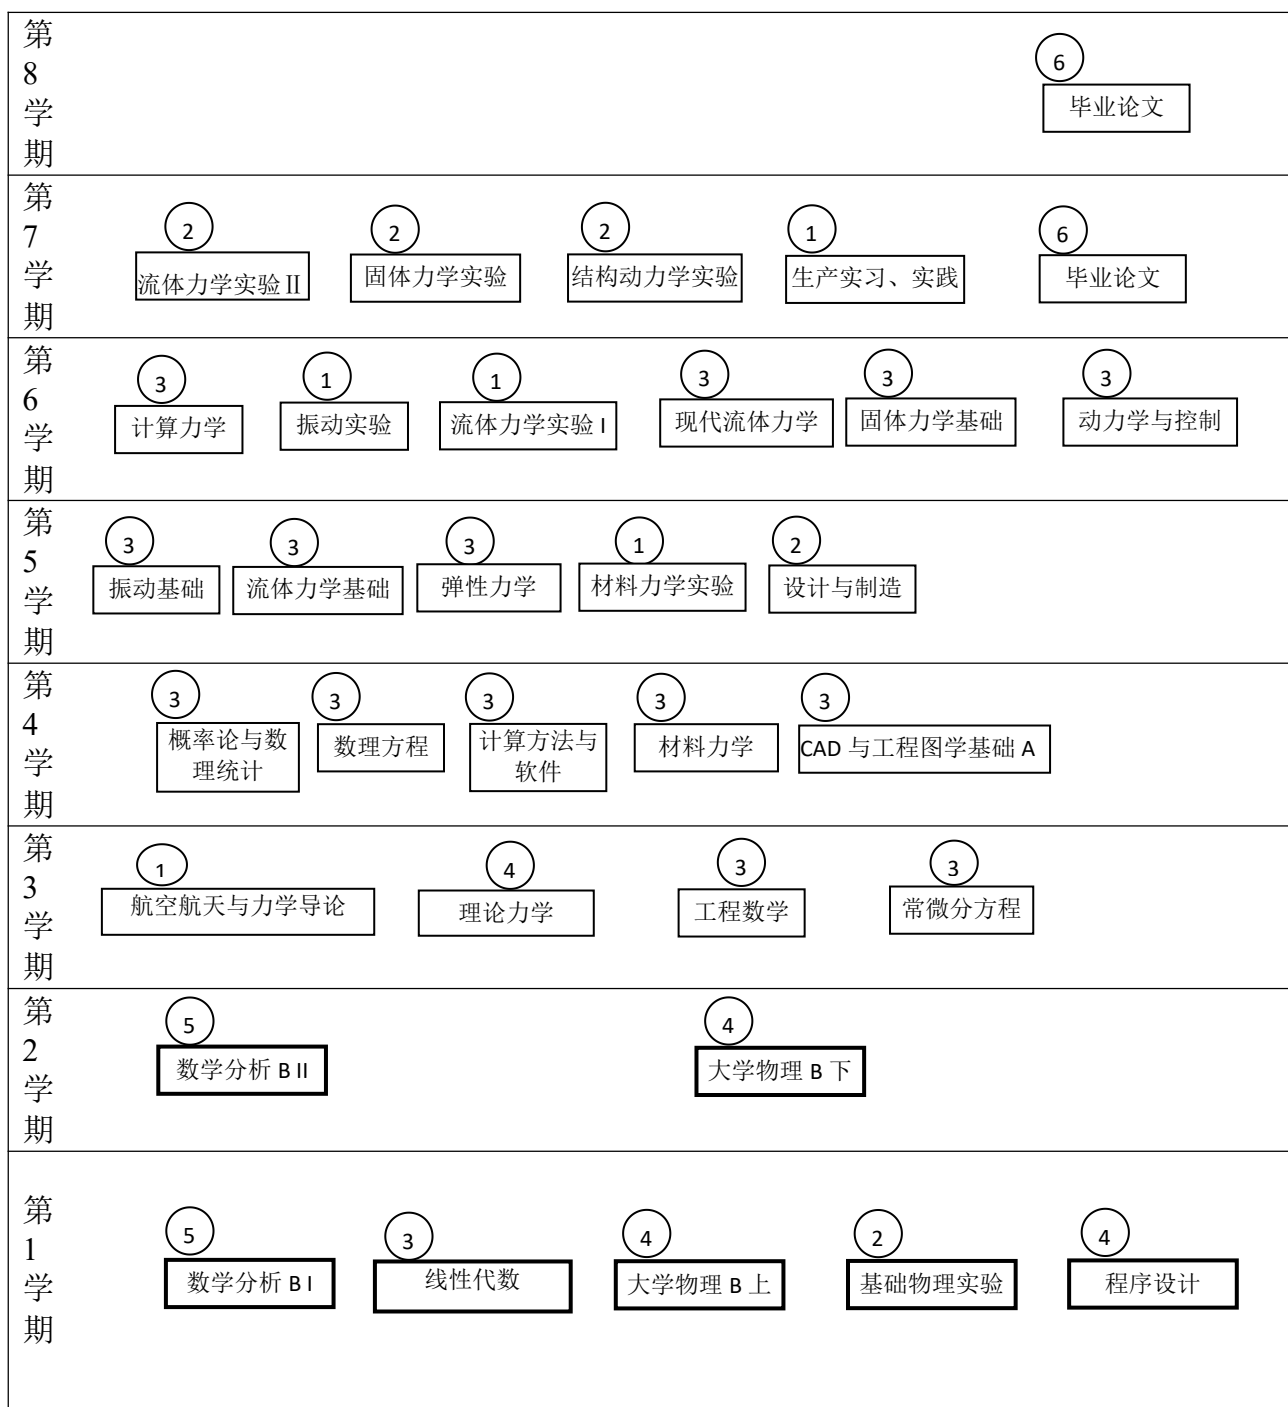 第
8
学
期
6
毕业论文
第
7
学
期
2
流体力学实验Ⅱ
2
固体力学实验
2
结构动力学实验
1
生产实习、实践
6
毕业论文
第
6
学
期
3
计算力学
1
振动实验
1
流体力学实验 I
3
现代流体力学
3
固体力学基础
3
动力学与控制
第
5
学
期
3
振动基础
3
流体力学基础
3
弹性力学
1
材料力学实验
2
设计与制造
第
4
学
期
3
概率论与数
理统计
3
数理方程
3
计算方法与
软件
3
材料力学
3
CAD 与工程图学基础 A
第
3
学
期
1
航空航天与力学导论
4
理论力学
3
工程数学
3
常微分方程
第
2
学
期
5
数学分析 B II
4
大学物理 B 下
第
1
学
期
5
数学分析 B I
3
线性代数
4
大学物理 B 上
2
基础物理实验
4
程序设计